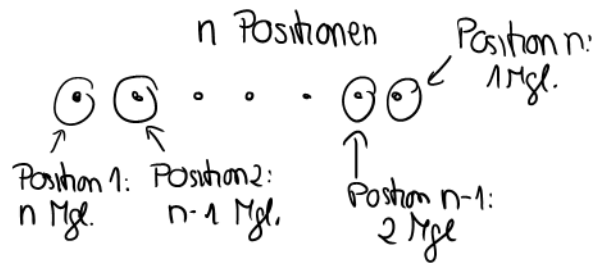 n Positionen
Position n:
1 Mgl.
Position 1:
n Mgl.
Position 2:
n-1 Mgl.
Position n-1:
2 Mgl